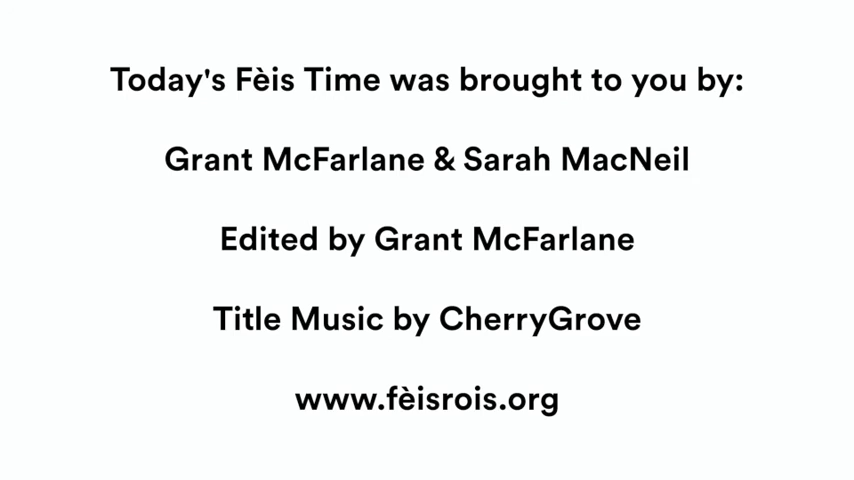 Today's Fèis Time was brought to you by:
Grant McFarlane & Sarah MacNeil
Edited by Grant McFarlane
Title Music by CherryGrove
www.fèisrois.org